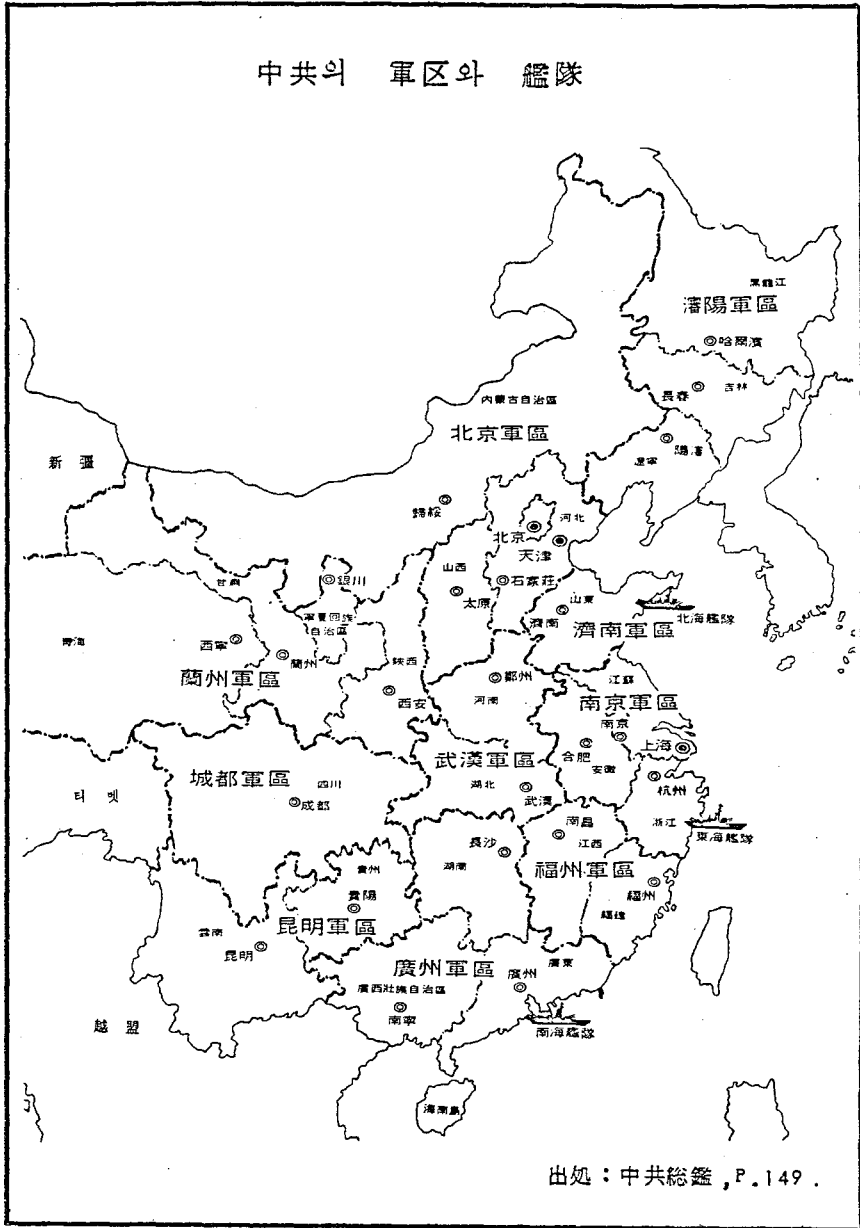 中共의 軍区와 艦隊
黒龍江
瀋陽軍區
哈爾濱
長春
吉林
內蒙古自治區
北京軍區
遼寧
瀋陽
新疆
歸綏
河北
北京
天津
山西
石家莊
太原
甘肅
銀川
寧夏回族
自治區
山東
濟南
北海艦隊
濟南軍區
青海
西寧
蘭州
蘭州軍區
陝西
西安
鄭州
河南
江蘇
南京軍區
南京
合肥
安徽
上海
武漢軍區
湖北
武漢
杭州
浙江
東海艦隊
城都軍區
四川
成都
티벳
南昌
江西
長沙
湖南
福州軍區
福州
福建
貴州
貴陽
昆明軍區
雲南
昆明
廣州軍區
廣東
廣州
廣西壯族自治區
南寧
南海艦隊
越盟
海南島
出処：中共総鑑,P.149.